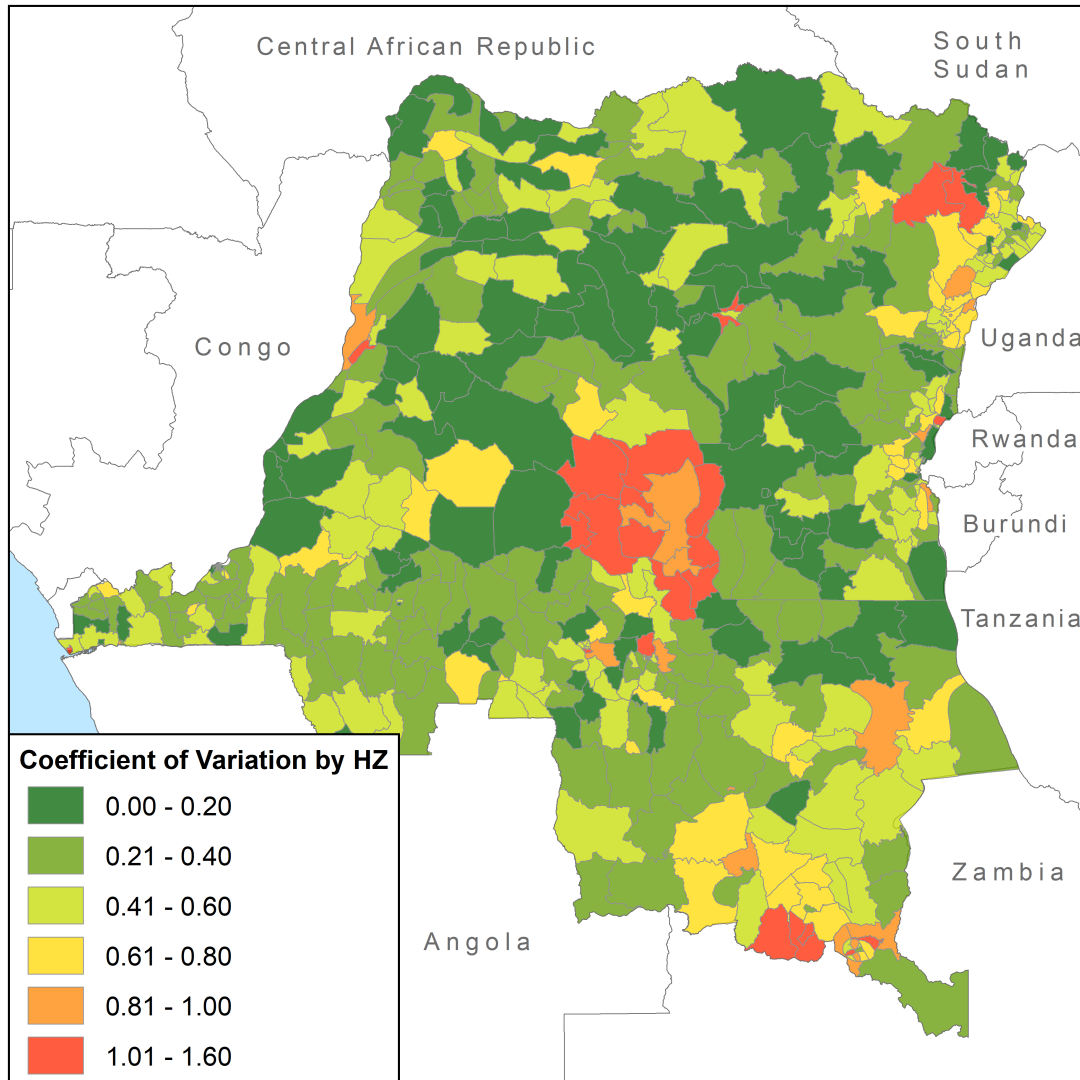 Central African Republic
South
Sudan
Congo
Uganda
Rwanda
Burundi
Tanzania
Zambia
Angola
Coefficient of Variation by HZ
0.00 - 0.20
0.21 - 0.40
0.41 - 0.60
0.61 - 0.80
0.81 - 1.00
1.01 - 1.60